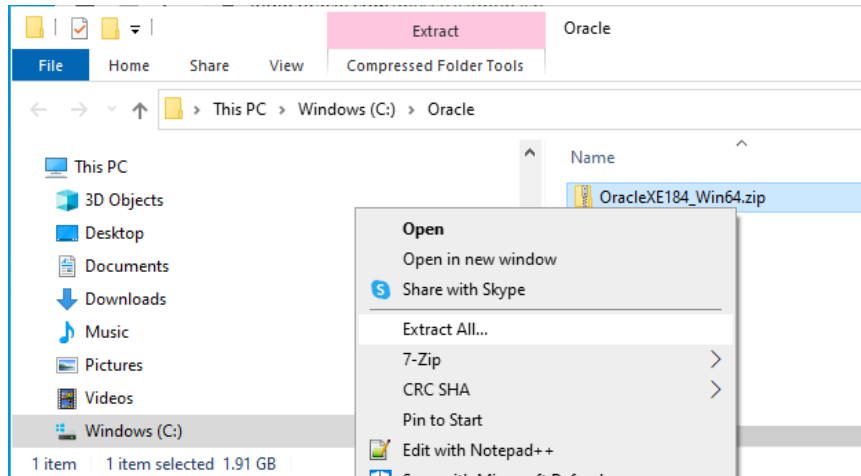 Extract
Oracle
File
Home
Share
View
Compressed Folder Tools
This PC
Windows (C:)
Oracle
This PC
3D Objects
Desktop
Documents
Downloads
Music
Pictures
Videos
Windows (C:)
1 item
1 item selected 1.91 GB
Name
OracleXE184_Win64.zip
Open
Open in new window
Share with Skype
Extract All...
7-Zip
CRC SHA
Pin to Start
Edit with Notepad++